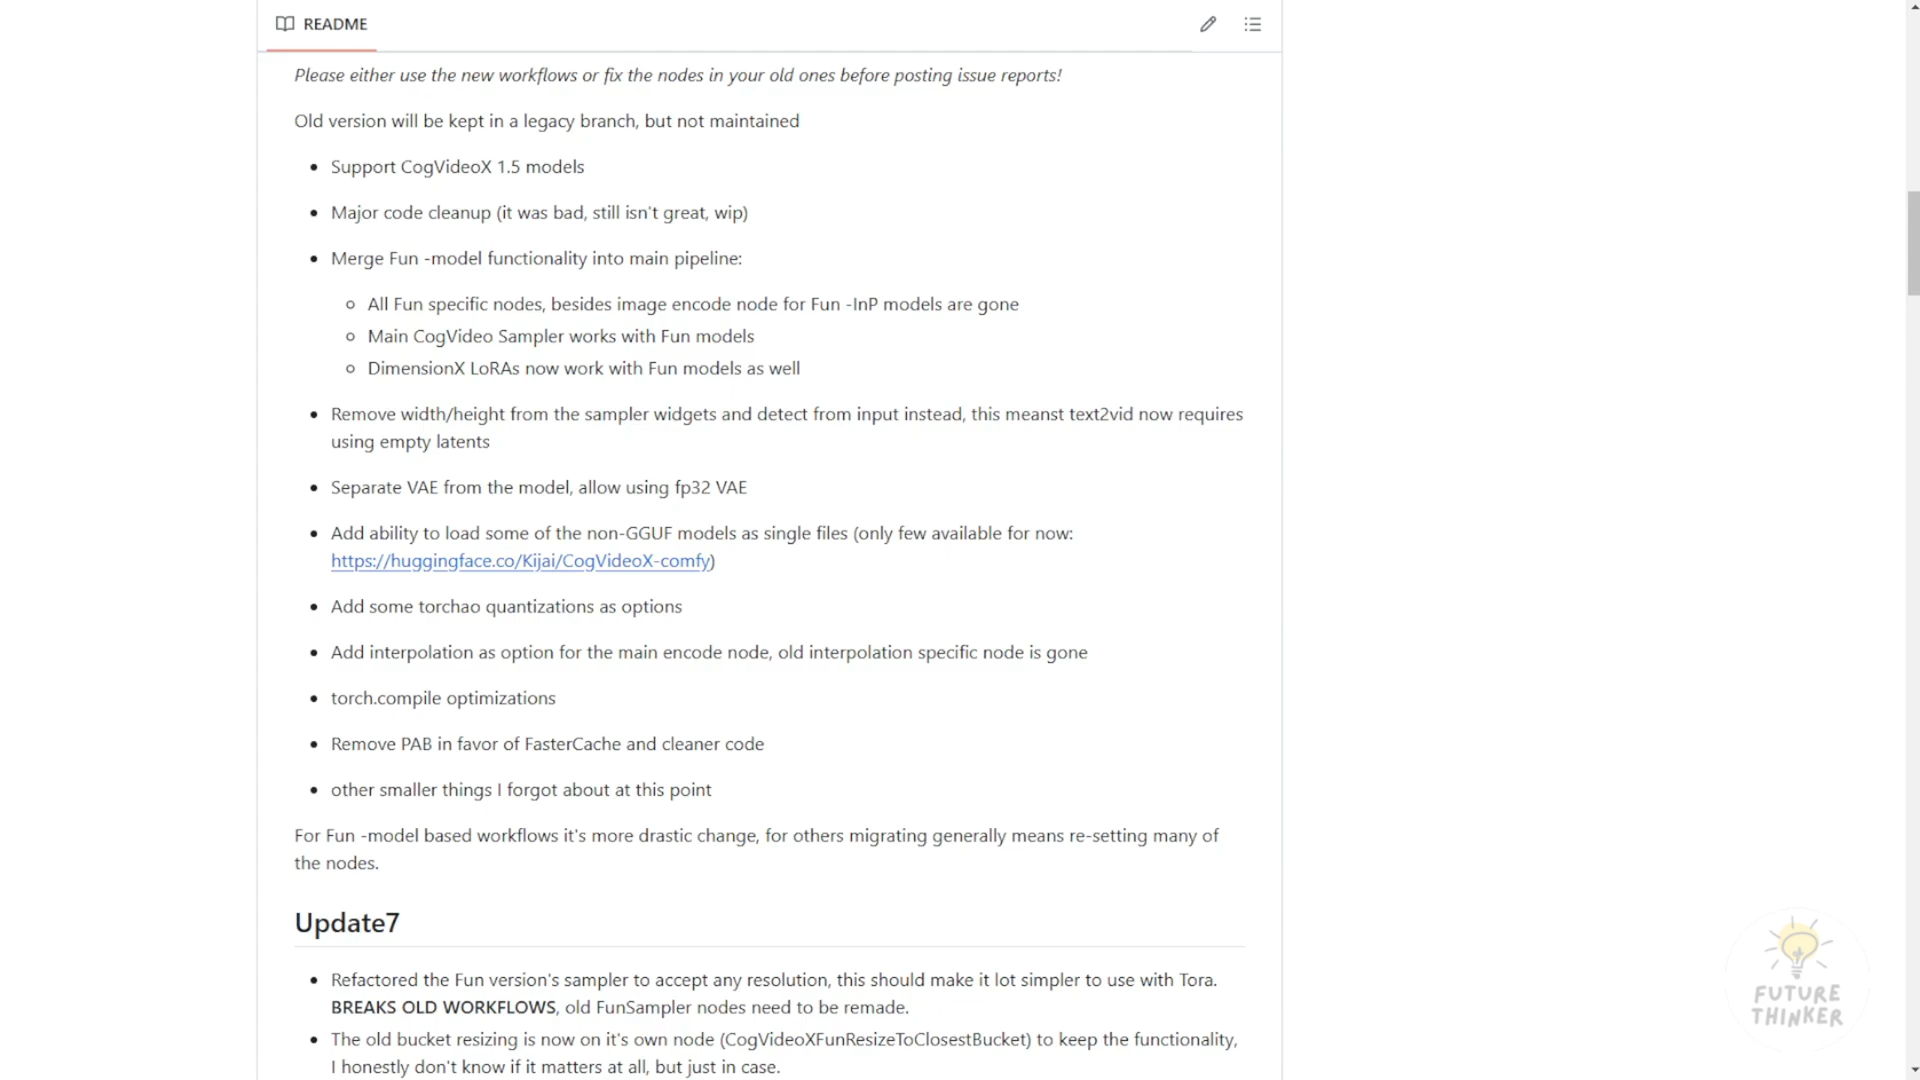 README
Please either use the new workflows or fix the nodes in your old ones before posting issue reports!
Old version will be kept in a legacy branch, but not maintained
Support CogVideoX 1.5 models
Major code cleanup (it was bad, still isn't great, wip)
Merge Fun -model functionality into main pipeline:
All Fun specific nodes, besides image encode node for Fun -InP models are gone
Main CogVideo Sampler works with Fun models
DimensionX LoRAs now work with Fun models as well
Remove width/height from the sampler widgets and detect from input instead, this meanst text2vid now requires
using empty latents
Separate VAE from the model, allow using fp32 VAE
Add ability to load some of the non-GGUF models as single files (only few available for now:
https://huggingface.co/Kijai/CogVideoX-comfy)
Add some torchao quantizations as options
Add interpolation as option for the main encode node, old interpolation specific node is gone
torch.compile optimizations
Remove PAB in favor of FasterCache and cleaner code
other smaller things I forgot about at this point
For Fun -model based workflows it's more drastic change, for others migrating generally means re-setting many of
the nodes.
Update7
Refactored the Fun version's sampler to accept any resolution, this should make it lot simpler to use with Tora.
BREAKS OLD WORKFLOWS, old FunSampler nodes need to be remade.
The old bucket resizing is now on it's own node (CogVideoXFunResizeToClosestBucket) to keep the functionality,
I honestly don't know if it matters at all, but just in case.
FUTURE
THINKER